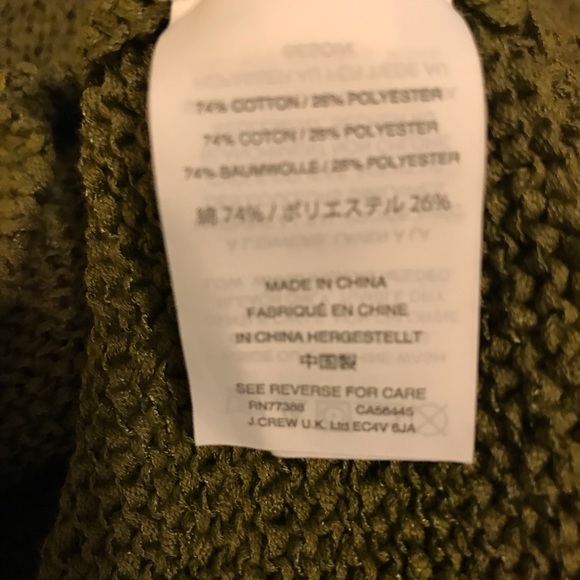 74% COTTON / 26% POLYESTER
74% COTON / 26% POLYESTER
74% BAUMWOLLE / 26% POLYESTER
綿 74% / ポリエステル 26%
MADE IN CHINA
FABRIQUÉ EN CHINE
IN CHINA HERGESTELLT
中国製
SEE REVERSE FOR CARE
RN77388 CA56445
J.CREW U.K. Ltd EC4V 6JA